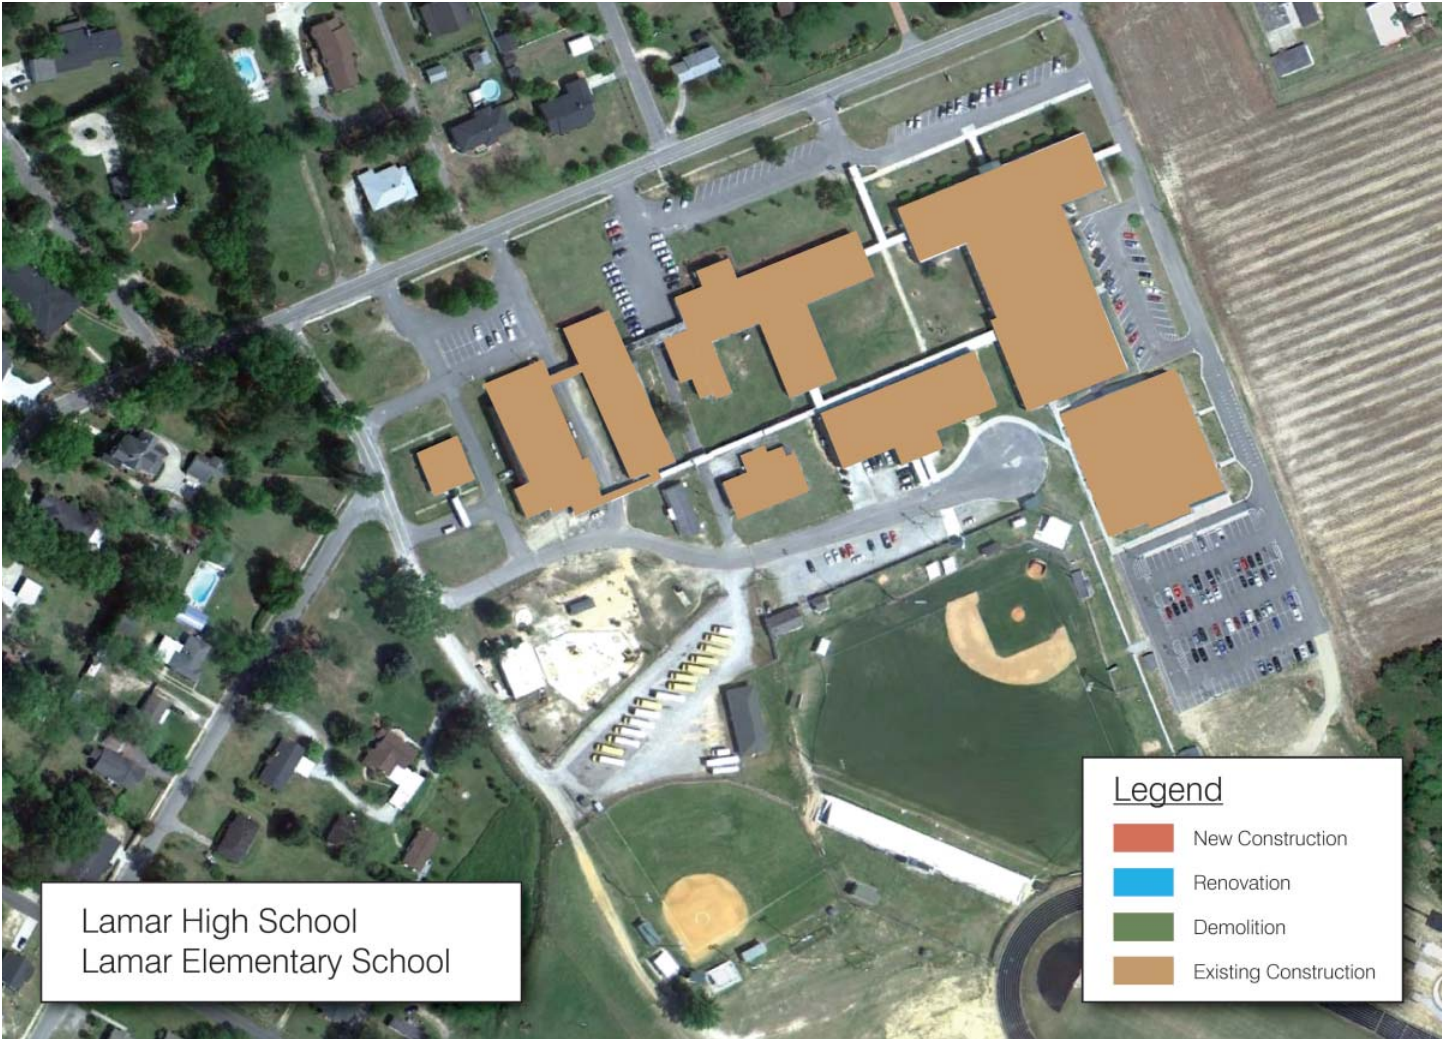 Lamar High School
Lamar Elementary School
Legend
New Construction
Renovation
Demolition
Existing Construction